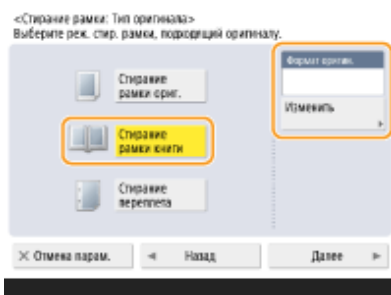 <Стирание рамки: Тип оригинала>
Выберите реж. стир. рамки, подходящий оригиналу.
Формат оригин.
Стирание
рамки ориг.
Изменить
Стирание
рамки книги
Стирание
переплета
Отмена парам.
Назад
Далее